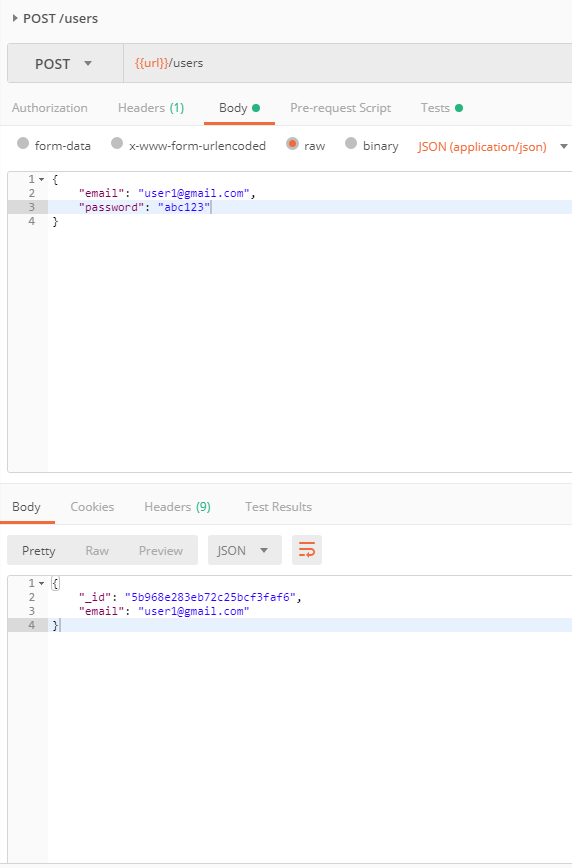 POST /users
POST {{url}}/users
Authorization Headers (1) Body Pre-request Script Tests
form-data x-www-form-urlencoded raw binary JSON (application/json)
1 {
2 "email": "user1@gmail.com",
3 "password": "abc123"
4 }
Body Cookies Headers (9) Test Results
Pretty Raw Preview JSON
1 {
2 "_id": "5b968e283eb72c25bcf3faf6",
3 "email": "user1@gmail.com"
4 }